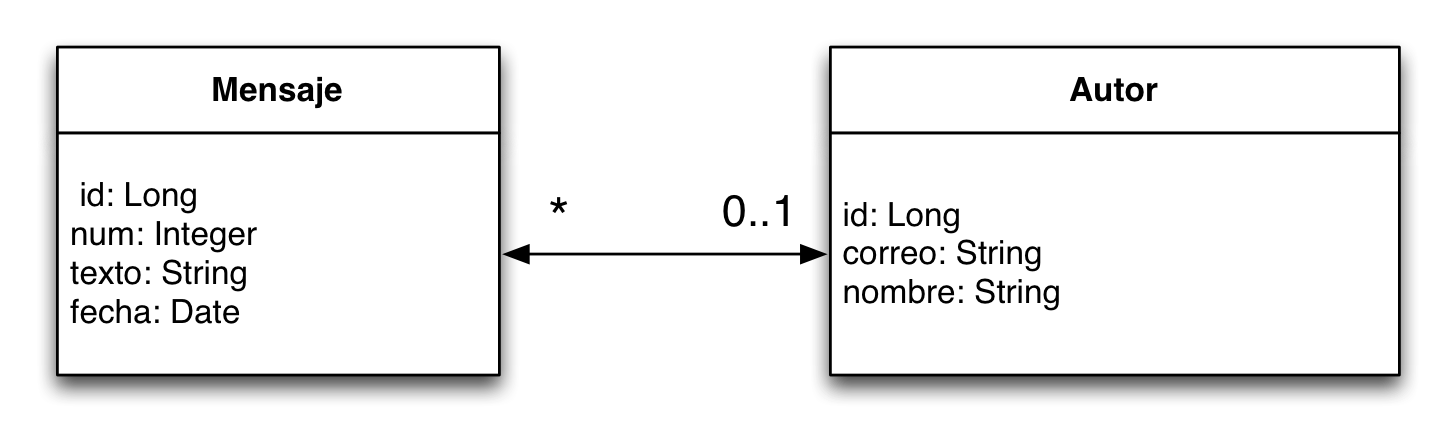 Mensaje
id: Long
num: Integer
texto: String
fecha: Date
*
0..1
Autor
id: Long
correo: String
nombre: String